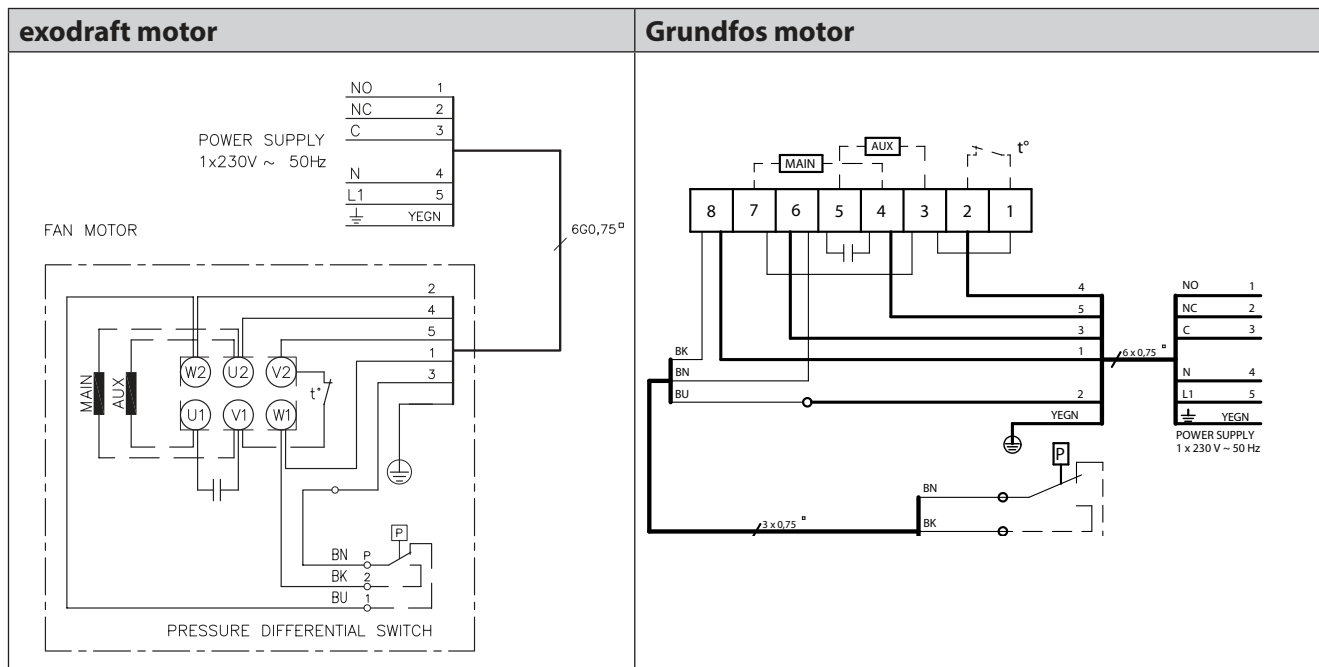 exodraft motor
NO 1
NC 2
C 3
POWER SUPPLY
1x230V ~ 50Hz
N 4
L1 5
YEGN
FAN MOTOR
6G0,75
2
4
5
1
3
MAIN
AUX
W2 U2 V2
t°
U1 V1 W1
P
BN P
BK 2
BU 1
PRESSURE DIFFERENTIAL SWITCH
Grundfos motor
AUX
MAIN
t°
8 7 6 5 4 3 2 1
4
5
3
1
2
YEGN
BK
BN
BU
6 x 0,75
NO 1
NC 2
C 3
N 4
L1 5
YEGN
POWER SUPPLY
1 x 230 V ~ 50 Hz
P
BN
BK
3 x 0,75